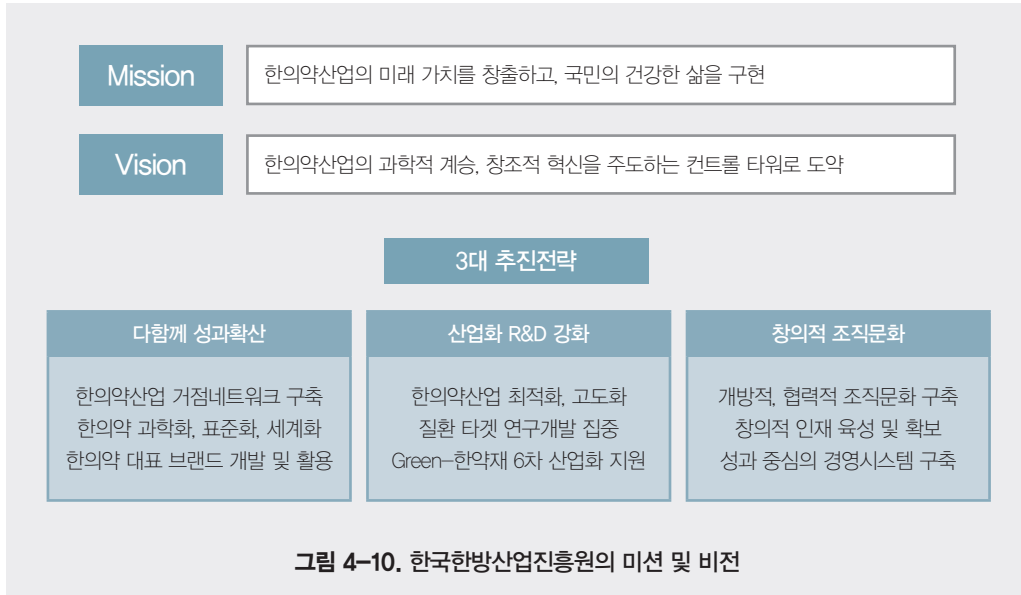 Mission
한의약산업의 미래 가치를 창출하고, 국민의 건강한 삶을 구현
Vision
한의약산업의 과학적 계승, 창조적 혁신을 주도하는 컨트롤 타워로 도약
3대 추진전략
다함께 성과확산
한의약산업 거점네트워크 구축
한의약 과학화, 표준화, 세계화
한의약 대표 브랜드 개발 및 활용
산업화 R&D 강화
한의약산업 최적화, 고도화
질환 타겟 연구개발 집중
Green-한약재 6차 산업화 지원
창의적 조직문화
개방적, 협력적 조직문화 구축
창의적 인재 육성 및 확보
성과 중심의 경영시스템 구축
그림 4-10. 한국한방산업진흥원의 미션 및 비전